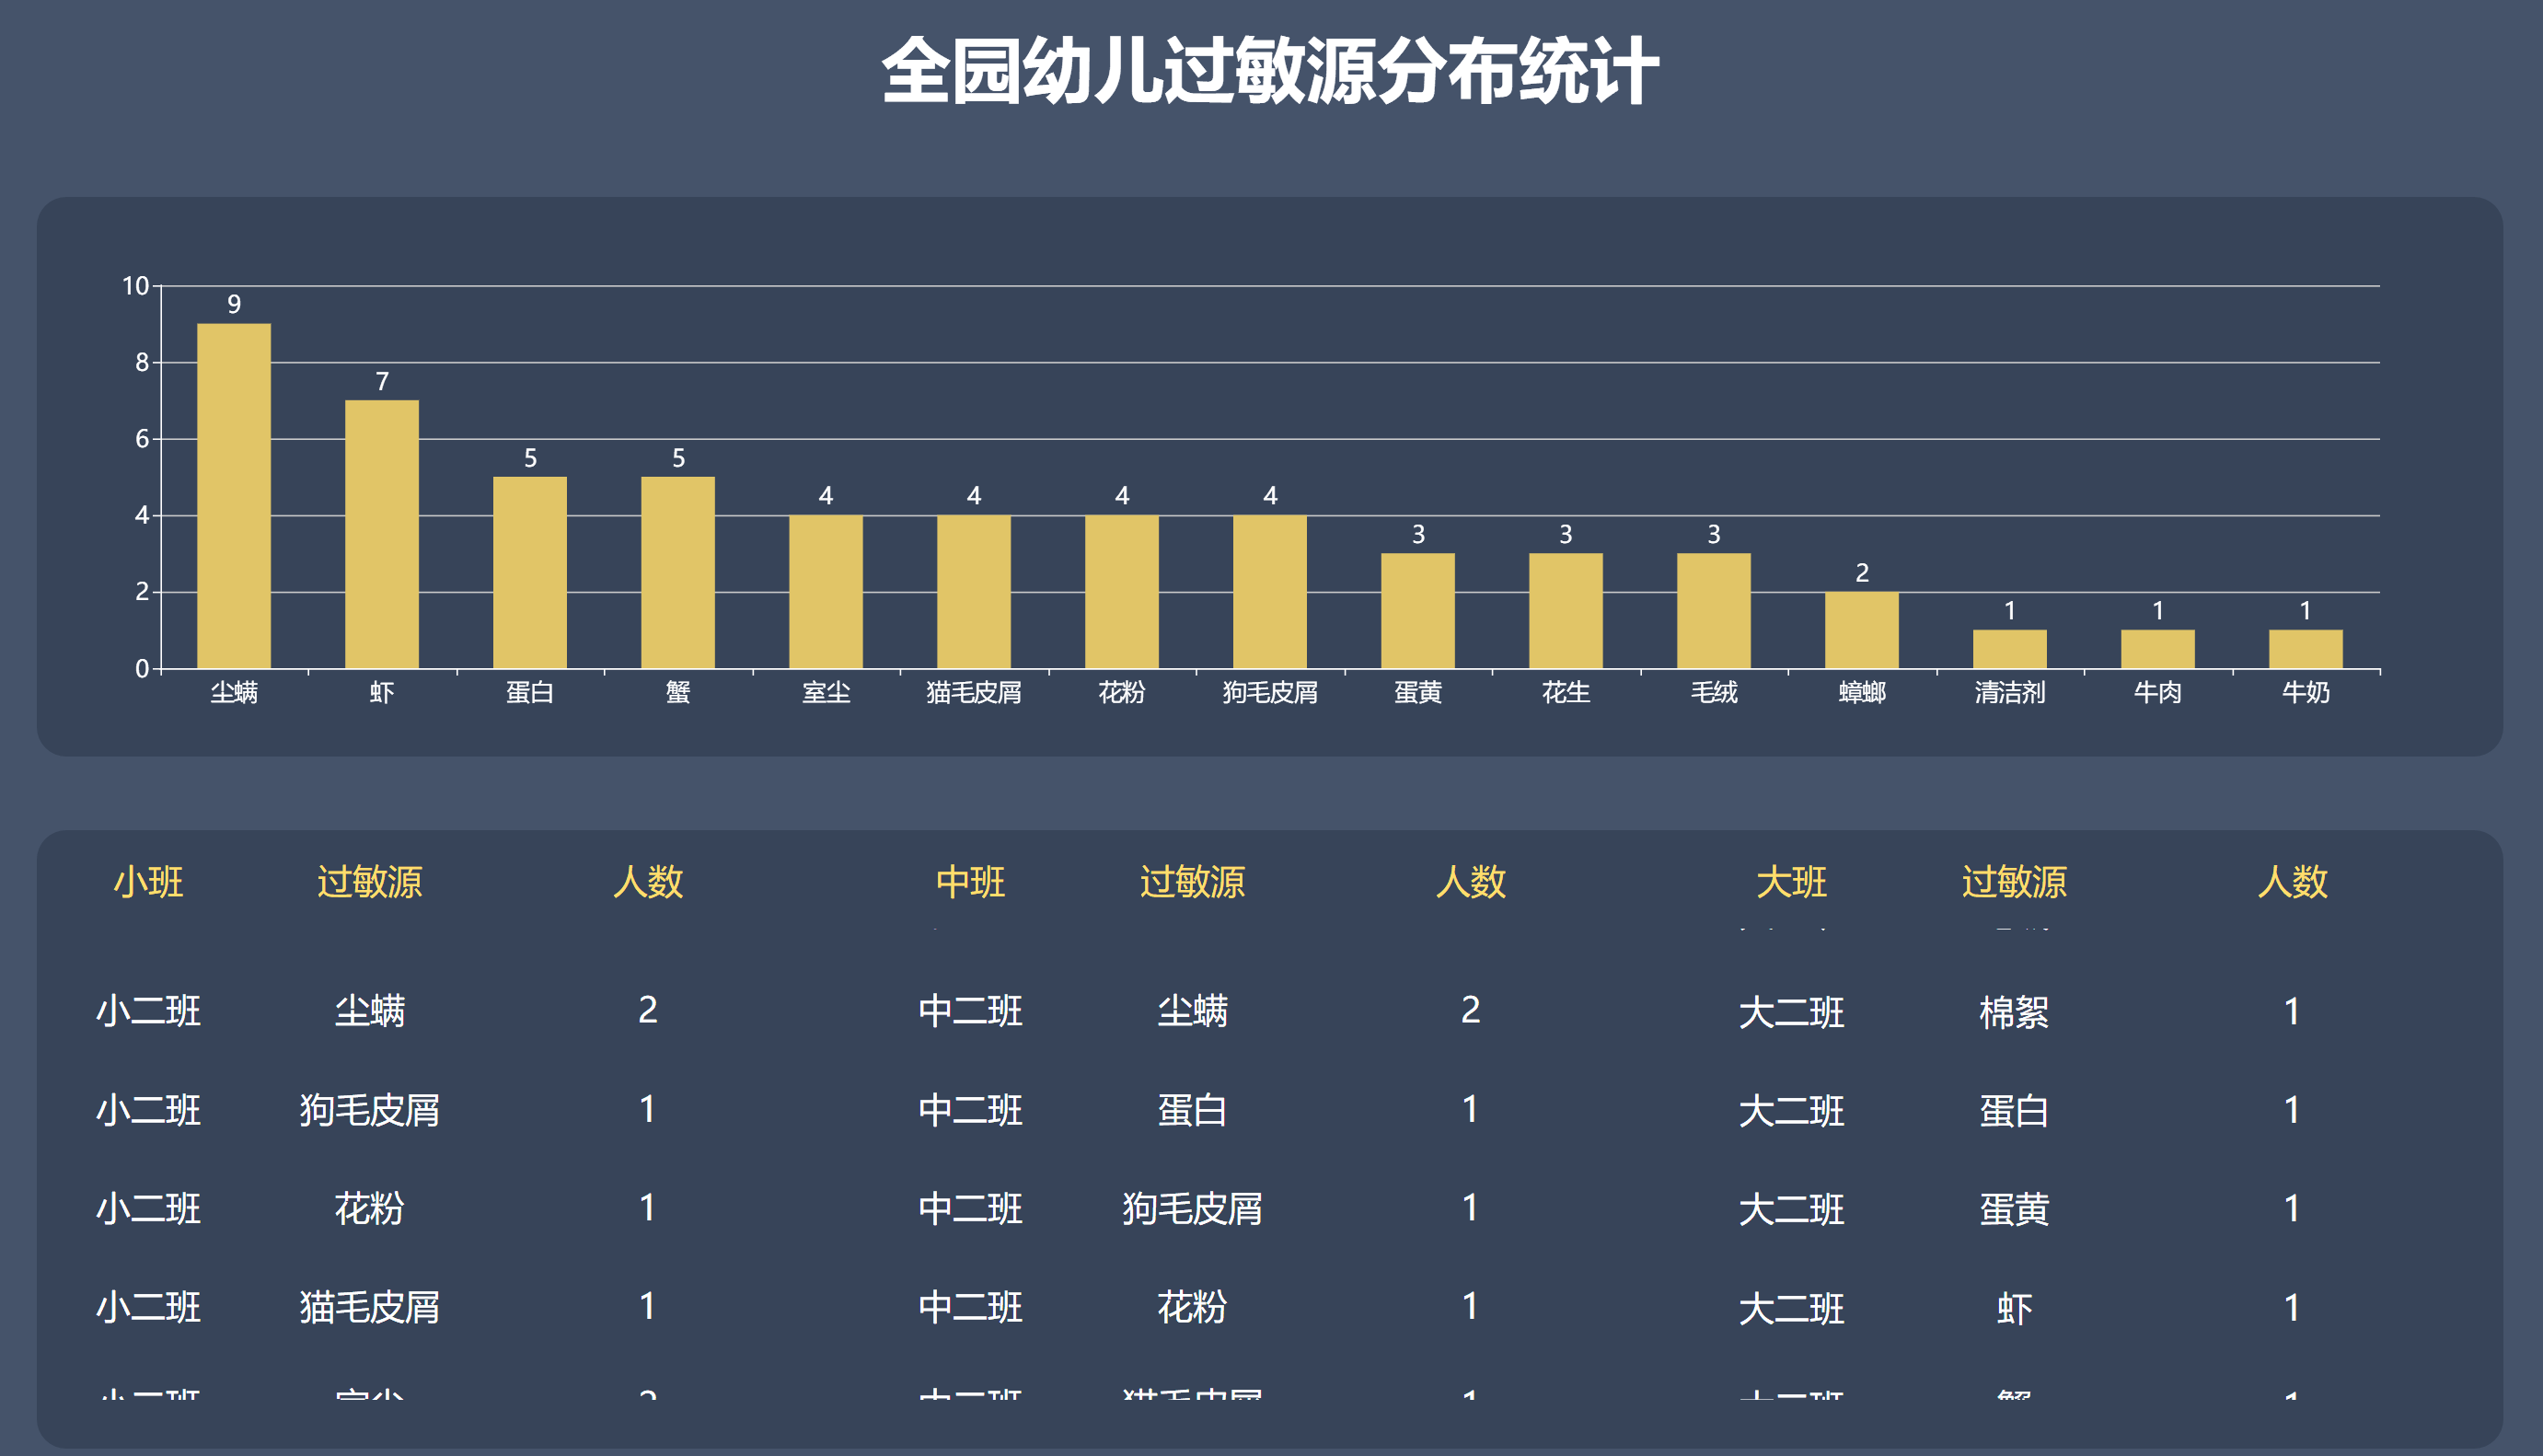 全园幼儿过敏源分布统计
10
9
8
7
6
5 5
4 4 4 4
4
3 3 3
2
2
1 1 1
0
尘螨 虾 蛋白 蟹 室尘 猫毛皮屑 花粉 狗毛皮屑 蛋黄 花生 毛绒 蟑螂 清洁剂 牛肉 牛奶
小班 过敏源 人数 中班 过敏源 人数 大班 过敏源 人数
小二班 尘螨 2 中二班 尘螨 2 大二班 棉絮 1
小二班 狗毛皮屑 1 中二班 蛋白 1 大二班 蛋白 1
小二班 花粉 1 中二班 狗毛皮屑 1 大二班 蛋黄 1
小二班 猫毛皮屑 1 中二班 花粉 1 大二班 虾 1